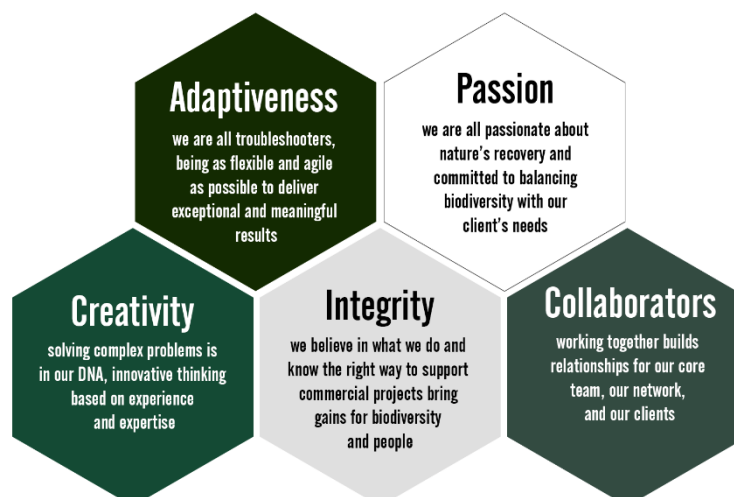 Adaptiveness
we are all troubleshooters,
being as flexible and agile
as possible to deliver
exceptional and meaningful
results
Passion
we are all passionate about
nature's recovery and
committed to balancing
biodiversity with our
client's needs
Creativity
solving complex problems is
in our DNA, innovative thinking
based on experience
and expertise
Integrity
we believe in what we do and
know the right way to support
commercial projects bring
gains for biodiversity
and people
Collaborators
working together builds
relationships for our core
team, our network,
and our clients